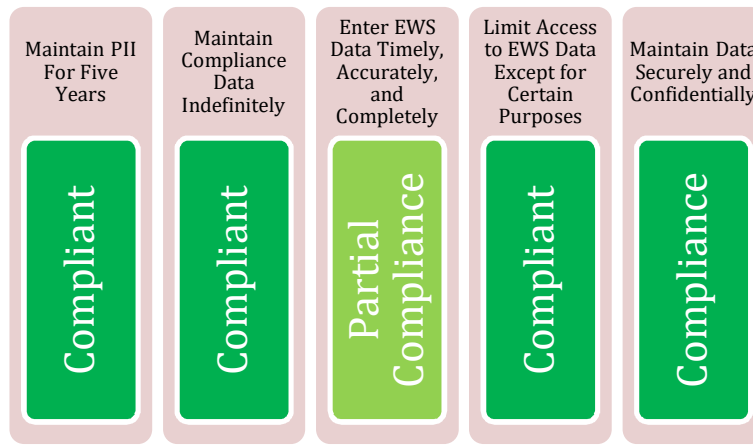 Maintain PII
For Five
Years
Compliant
Maintain
Compliance
Data
Indefinitely
Compliant
Enter EWS
Data Timely,
Accurately,
and
Completely
Partial
Compliance
Limit Access
to EWS Data
Except for
Certain
Purposes
Compliant
Maintain Data
Securely and
Confidentially
Compliance